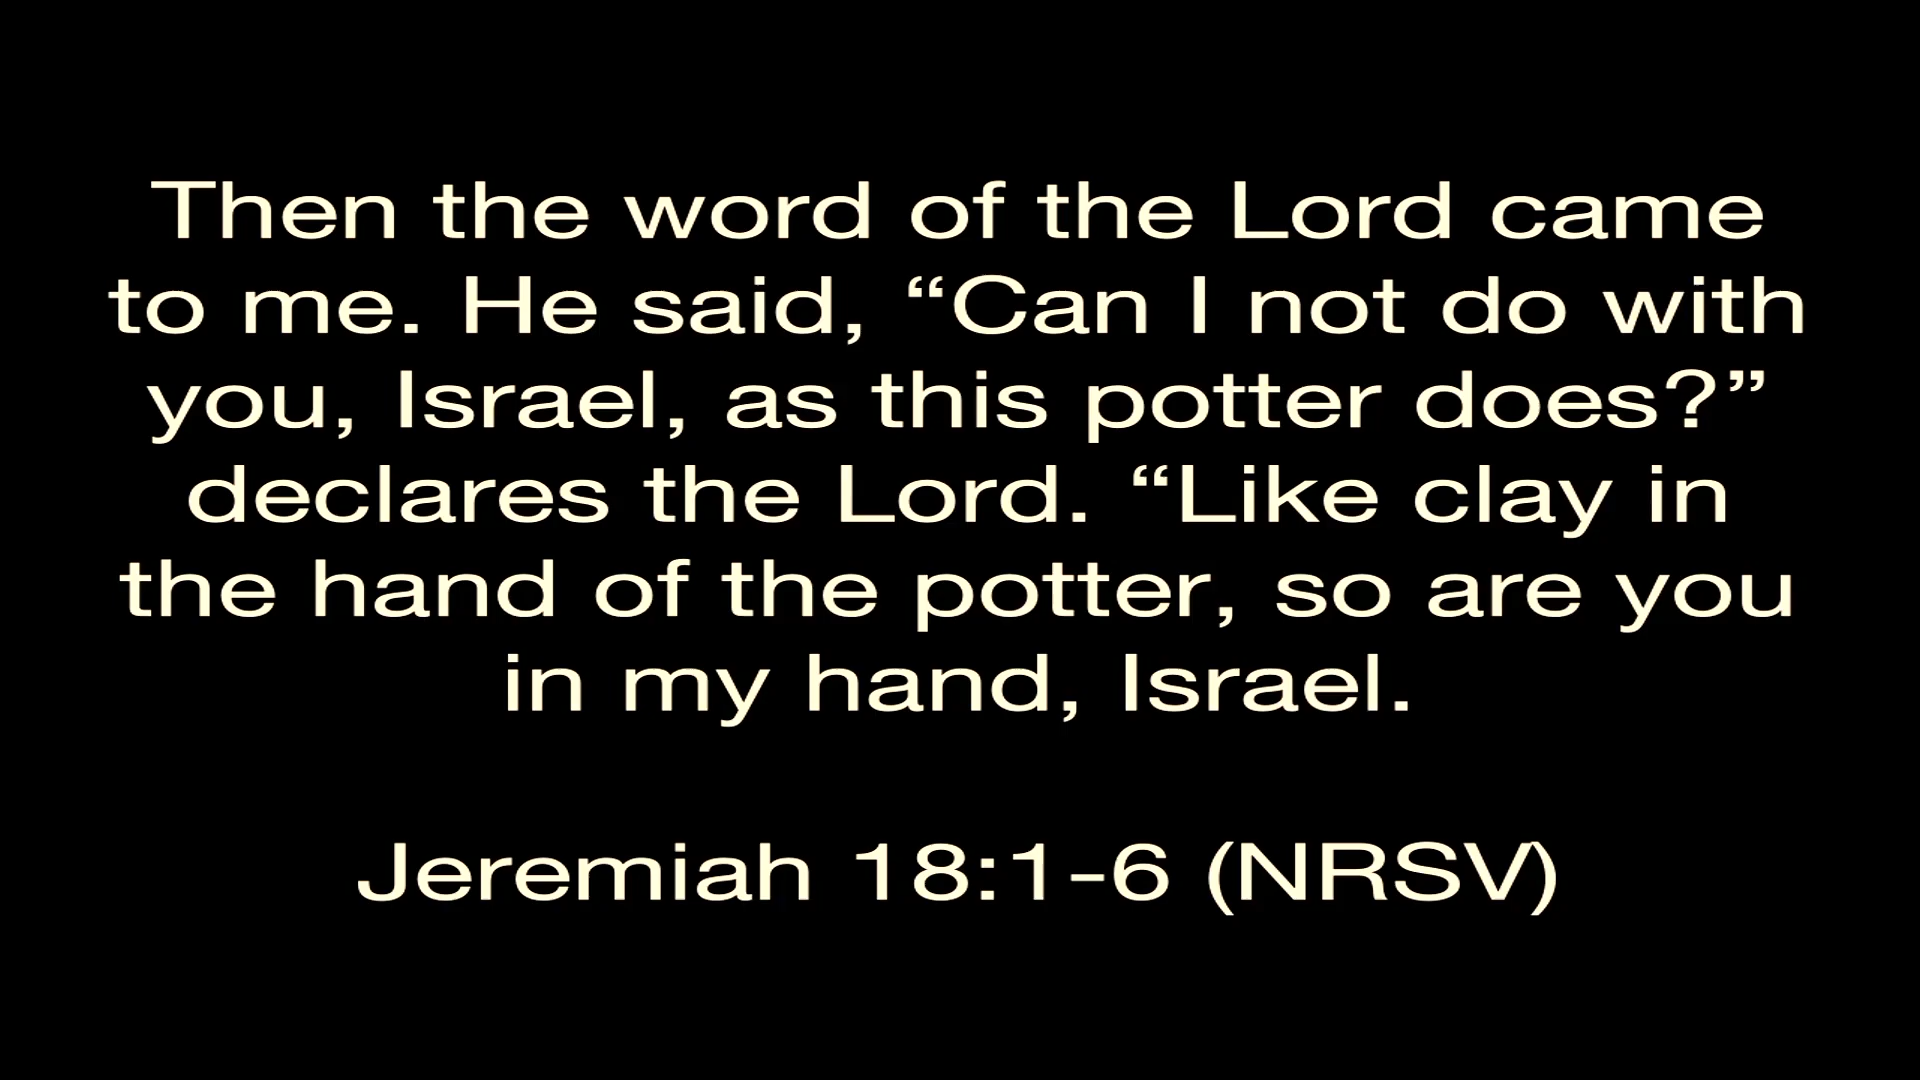 Then the word of the Lord came
to me. He said, “Can I not do with
you, Israel, as this potter does?”
declares the Lord. “Like clay in
the hand of the potter, so are you
in my hand, Israel.
Jeremiah 18:1-6 (NRSV)